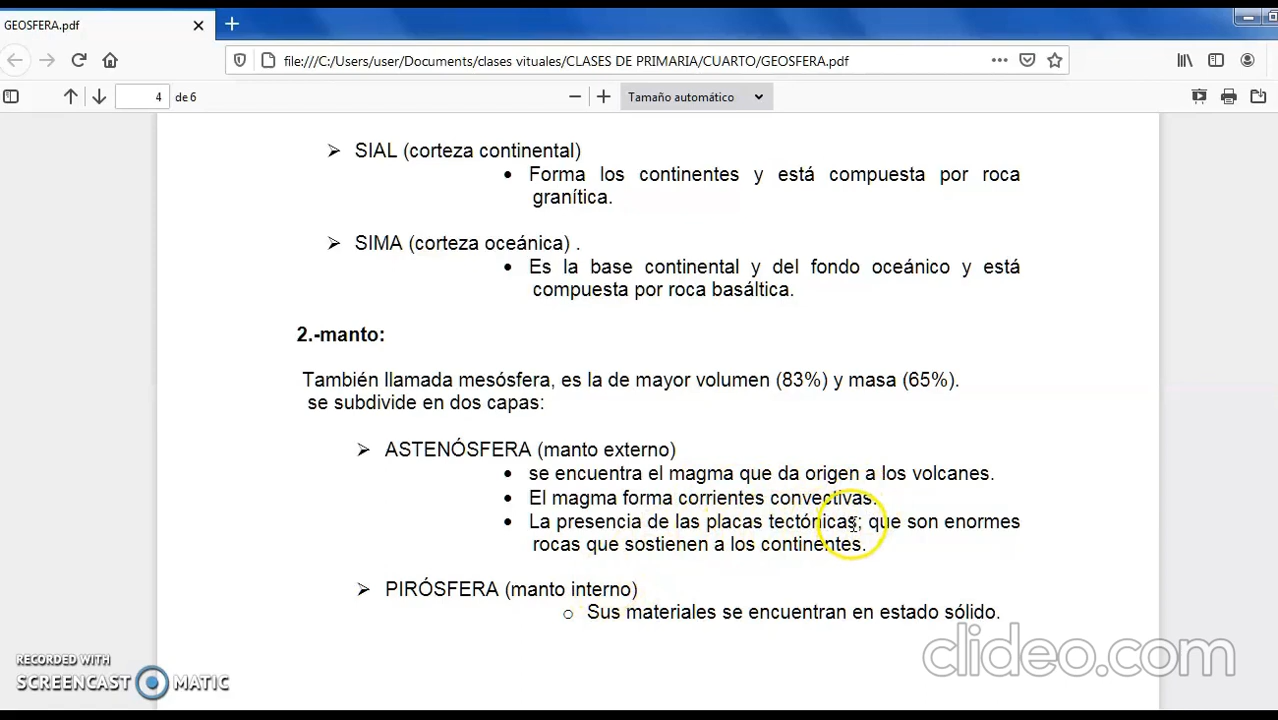 GEOSFERA.pdf
file:///C:/Users/user/Documents/clases vituales/CLASES DE PRIMARIA/CUARTO/GEOSFERA.pdf
4 de 6 Tamaño automático
SIAL (corteza continental)
Forma los continentes y está compuesta por roca
granítica.
SIMA (corteza oceánica) .
Es la base continental y del fondo oceánico y está
compuesta por roca basáltica.
2.-manto:
También llamada mesósfera, es la de mayor volumen (83%) y masa (65%).
se subdivide en dos capas:
ASTENÓSFERA (manto externo)
se encuentra el magma que da origen a los volcanes.
El magma forma corrientes convectivas.
La presencia de las placas tectónicas; que son enormes
rocas que sostienen a los continentes.
PIRÓSFERA (manto interno)
Sus materiales se encuentran en estado sólido.
clideo.com
RECORDED WITH
SCREENCAST MATIC